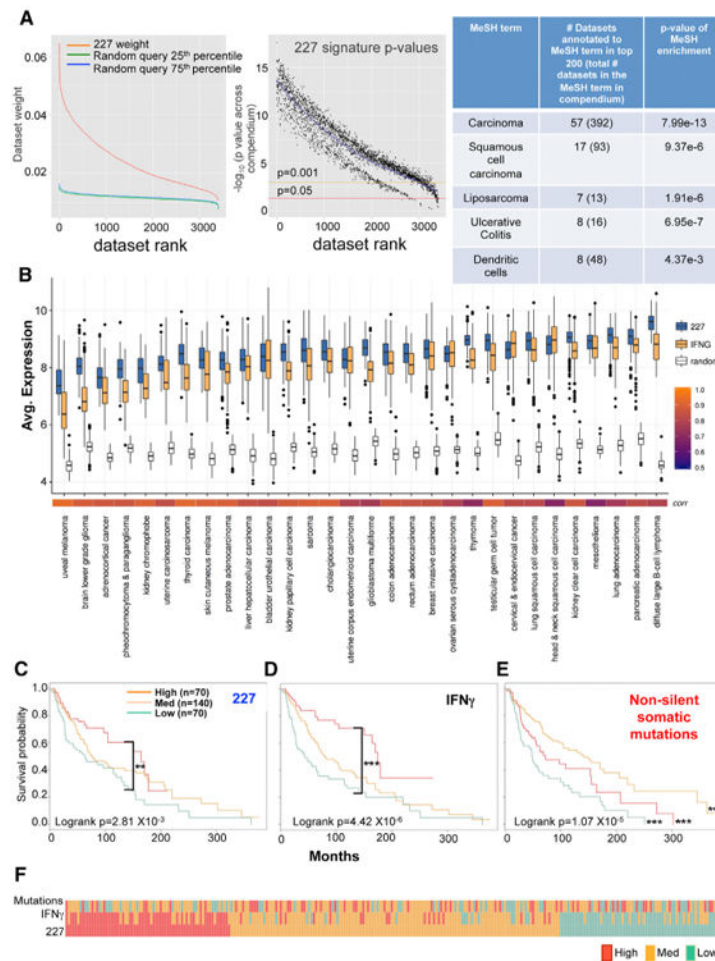 A
227 weight
Random query 25th percentile
Random query 75th percentile
Dataset weight
0.06
0.04
0.02
0
1000
2000
3000
dataset rank
227 signature p-values
-log10 (p value across compendium)
15
10
5
0
p=0.001
p=0.05
0
1000
2000
3000
dataset rank
MeSH term
# Datasets annotated to MeSH term in top 200 (total # datasets in the MeSH term in compendium)
p-value of MeSH enrichment
Carcinoma
57 (392)
7.99e-13
Squamous cell carcinoma
17 (93)
9.37e-6
Liposarcoma
7 (13)
1.91e-6
Ulcerative Colitis
8 (16)
6.95e-7
Dendritic cells
8 (48)
4.37e-3
B
Avg. Expression
10
8
6
4
227
IFNG
random
1.0
0.9
0.8
0.7
0.6
0.5
corr
uveal melanoma
brain lower grade glioma
adrenocortical cancer
pheochromocytoma & paraganglioma
kidney chromophobe
uterine carcinosarcoma
thyroid carcinoma
skin cutaneous melanoma
prostate adenocarcinoma
liver hepatocellular carcinoma
bladder urothelial carcinoma
kidney papillary cell carcinoma
sarcoma
cholangiocarcinoma
uterine corpus endometrioid carcinoma
glioblastoma multiforme
colon adenocarcinoma
rectum adenocarcinoma
breast invasive carcinoma
ovarian serous cystadenocarcinoma
thymoma
testicular germ cell tumor
cervical & endocervical cancer
lung squamous cell carcinoma
head & neck squamous cell carcinoma
kidney clear cell carcinoma
mesothelioma
lung adenocarcinoma
pancreatic adenocarcinoma
diffuse large B-cell lymphoma
C
Survival probability
1.0
0.8
0.6
0.4
0.2
0.0
High (n=70)
Med (n=140)
Low (n=70)
227
**
Logrank p=2.81 X10-3
0
100
200
300
D
IFNγ
***
Logrank p=4.42 X10-6
0
100
200
300
Months
E
Non-silent
somatic
mutations
**
*** ***
Logrank p=1.07 X10-5
0
100
200
300
F
Mutations
IFNγ
227
High
Med
Low